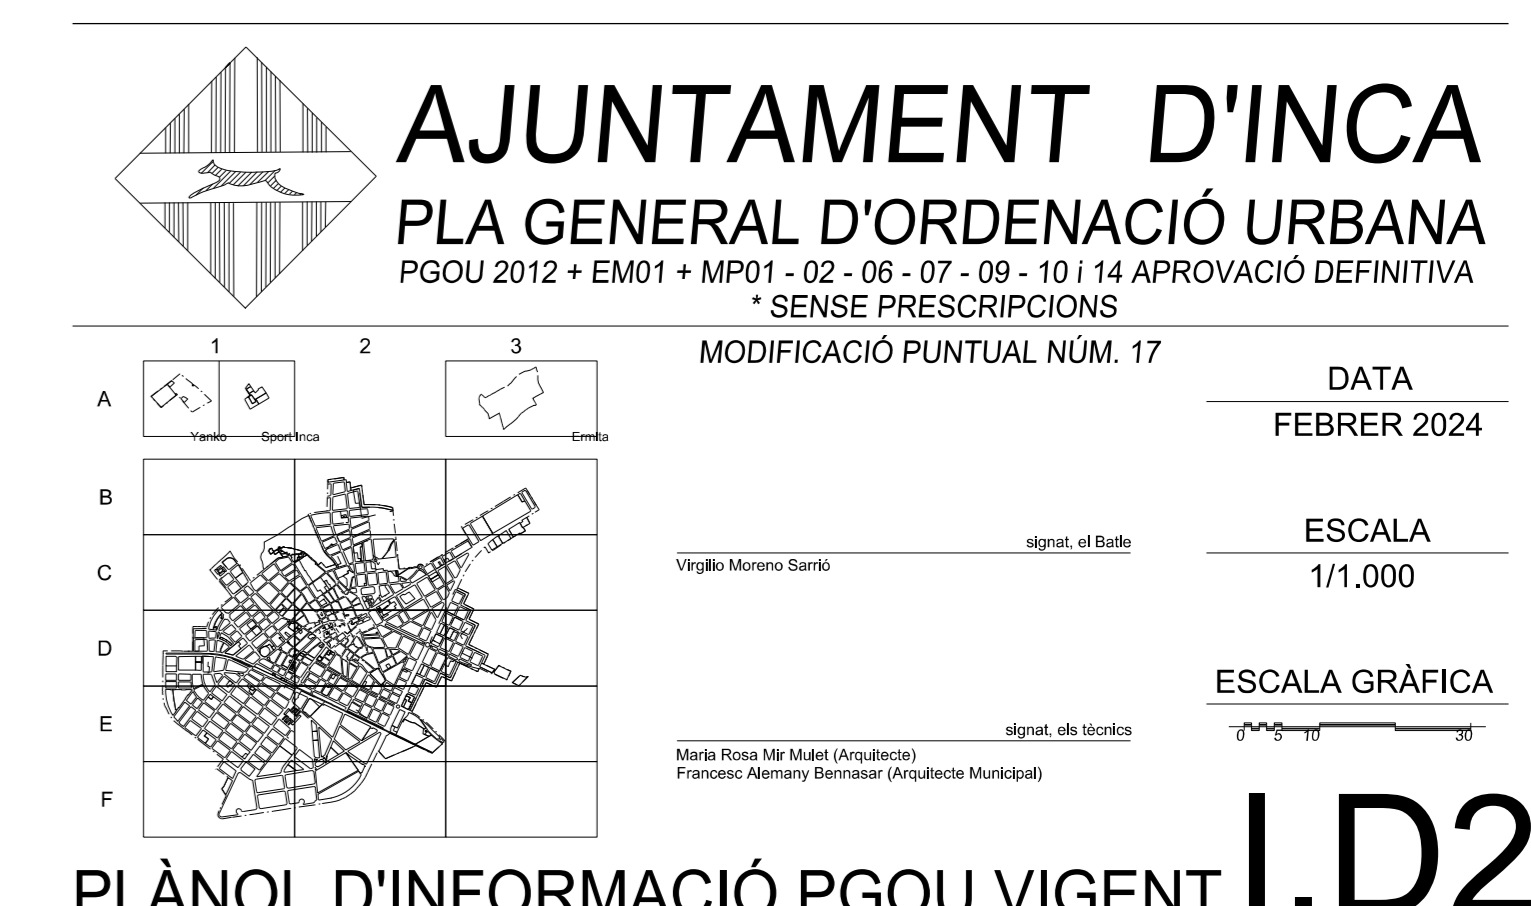 AJUNTAMENT D'INCA
PLA GENERAL D'ORDENACIÓ URBANA
PGOU 2012 + EM01 + MP01 - 02 - 06 - 07 - 09 - 10 i 14 APROVACIÓ DEFINITIVA
* SENSE PRESCRIPCIONS
MODIFICACIÓ PUNTUAL NÚM. 17
1 2 3
A
Yanko Sport Inca Ermita
B
C
D
E
F
signat, el Batle
Virgilio Moreno Sarrió
signat, els tècnics
Maria Rosa Mir Mulet (Arquitecte)
Francesc Alemany Bennasar (Arquitecte Municipal)
DATA
FEBRER 2024
ESCALA
1/1.000
ESCALA GRÀFICA
0 5 10 30
PLÀNOL D'INFORMACIÓ PGOU VIGENT I.D2